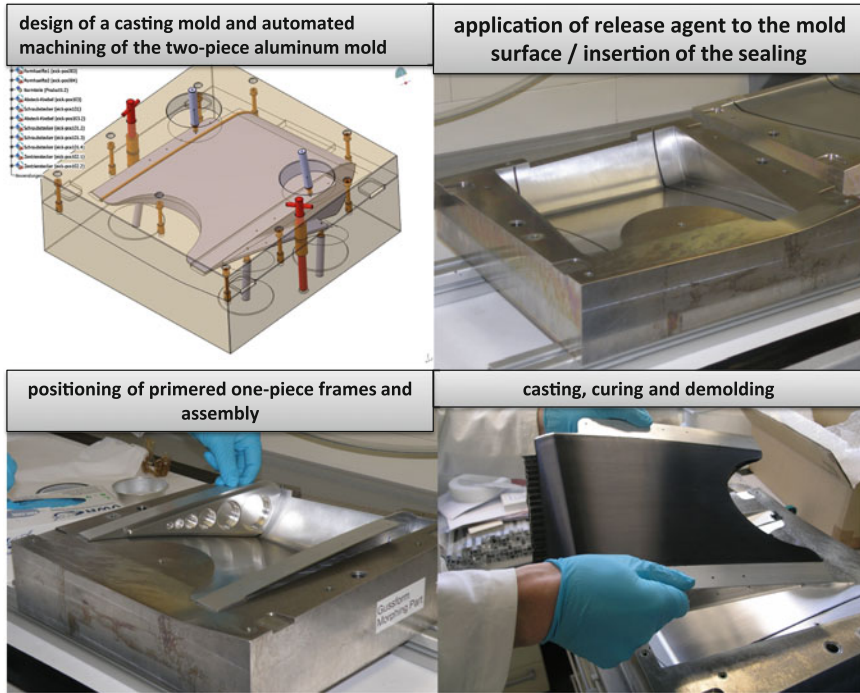 design of a casting mold and automated
machining of the two-piece aluminum mold
application of release agent to the mold
surface / insertion of the sealing
positioning of primered one-piece frames and
assembly
casting, curing and demolding
Gussform
Morphing Part